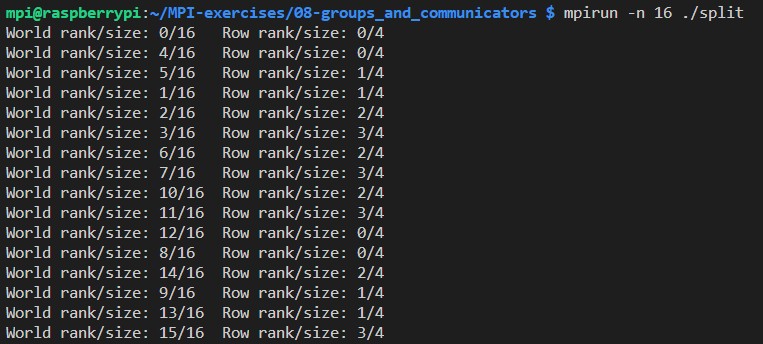 mpi@raspberrypi:~/MPI-exercises/08-groups_and_communicators $ mpirun -n 16 ./split
World rank/size: 0/16   Row rank/size: 0/4
World rank/size: 4/16   Row rank/size: 0/4
World rank/size: 5/16   Row rank/size: 1/4
World rank/size: 1/16   Row rank/size: 1/4
World rank/size: 2/16   Row rank/size: 2/4
World rank/size: 3/16   Row rank/size: 3/4
World rank/size: 6/16   Row rank/size: 2/4
World rank/size: 7/16   Row rank/size: 3/4
World rank/size: 10/16  Row rank/size: 2/4
World rank/size: 11/16  Row rank/size: 3/4
World rank/size: 12/16  Row rank/size: 0/4
World rank/size: 8/16   Row rank/size: 0/4
World rank/size: 14/16  Row rank/size: 2/4
World rank/size: 9/16   Row rank/size: 1/4
World rank/size: 13/16  Row rank/size: 1/4
World rank/size: 15/16  Row rank/size: 3/4